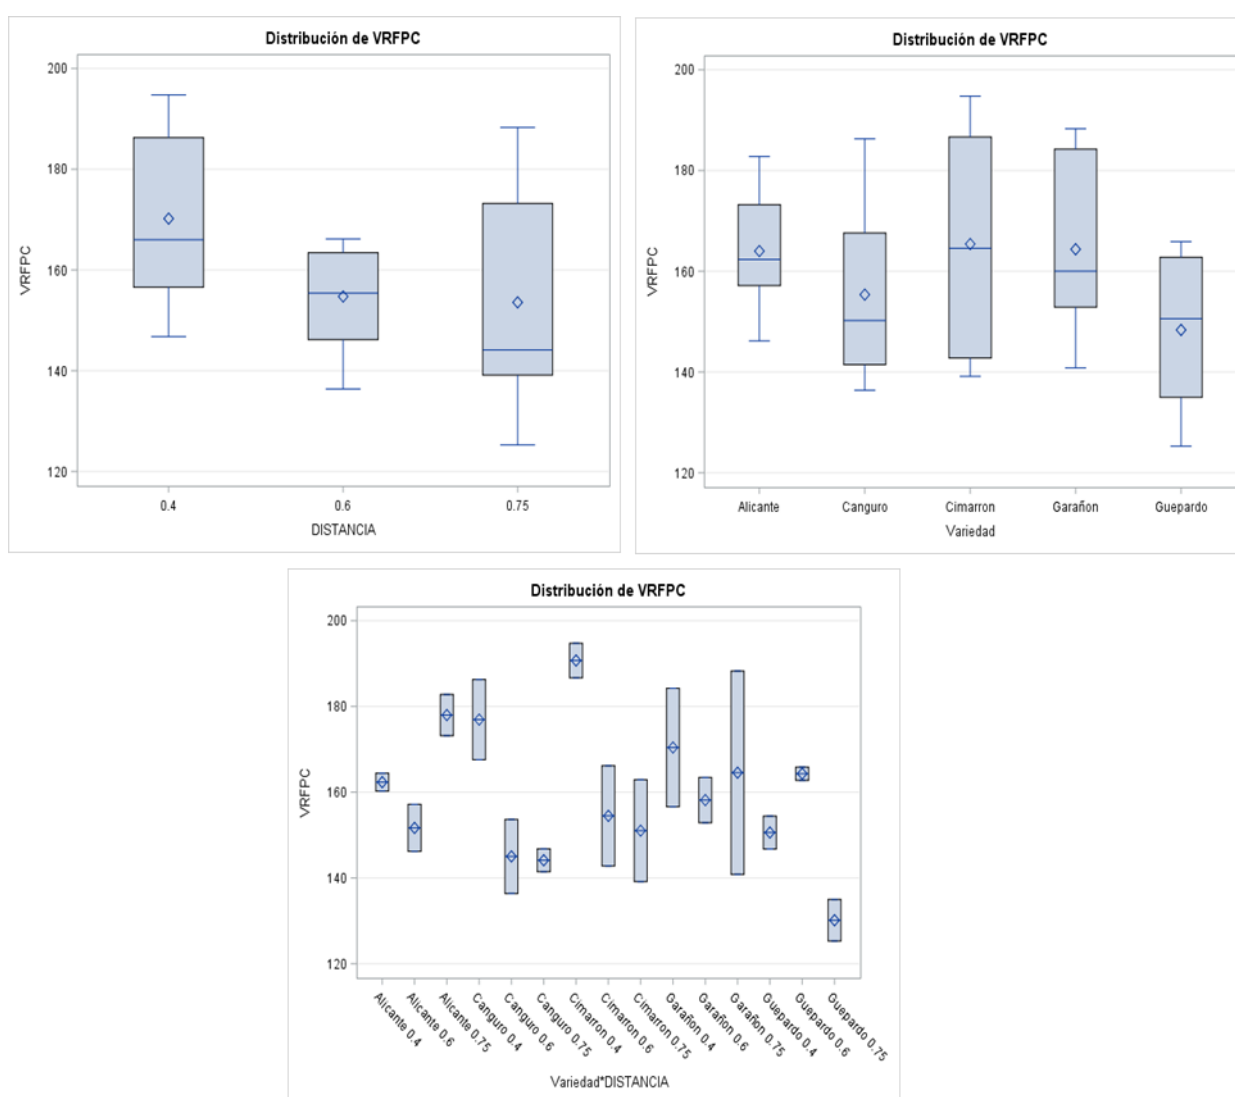 Distribución de VRFPC
200
180
160
140
120
VRFPC
0.4 0.6 0.75
DISTANCIA
Distribución de VRFPC
200
180
160
140
120
VRFPC
Alicante Canguro Cimarron Garañon Guepardo
Variedad
Distribución de VRFPC
200
180
160
140
120
VRFPC
Alicante 0.4
Alicante 0.6
Alicante 0.75
Canguro 0.4
Canguro 0.6
Canguro 0.75
Cimarron 0.4
Cimarron 0.6
Cimarron 0.75
Garañon 0.4
Garañon 0.6
Garañon 0.75
Guepardo 0.4
Guepardo 0.6
Guepardo 0.75
Variedad*DISTANCIA